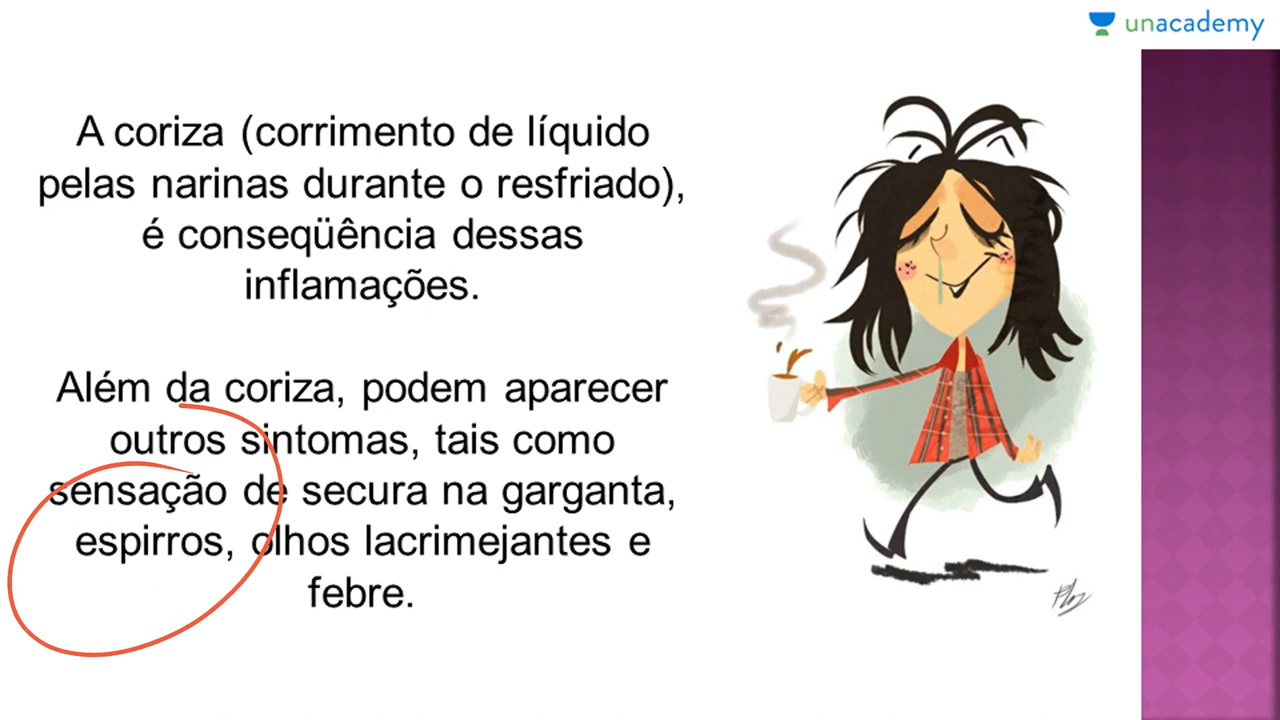 unacademy
A coriza (corrimento de líquido
pelas narinas durante o resfriado),
é conseqüência dessas
inflamações.
Além da coriza, podem aparecer
outros sintomas, tais como
sensação de secura na garganta,
espirros, olhos lacrimejantes e
febre.